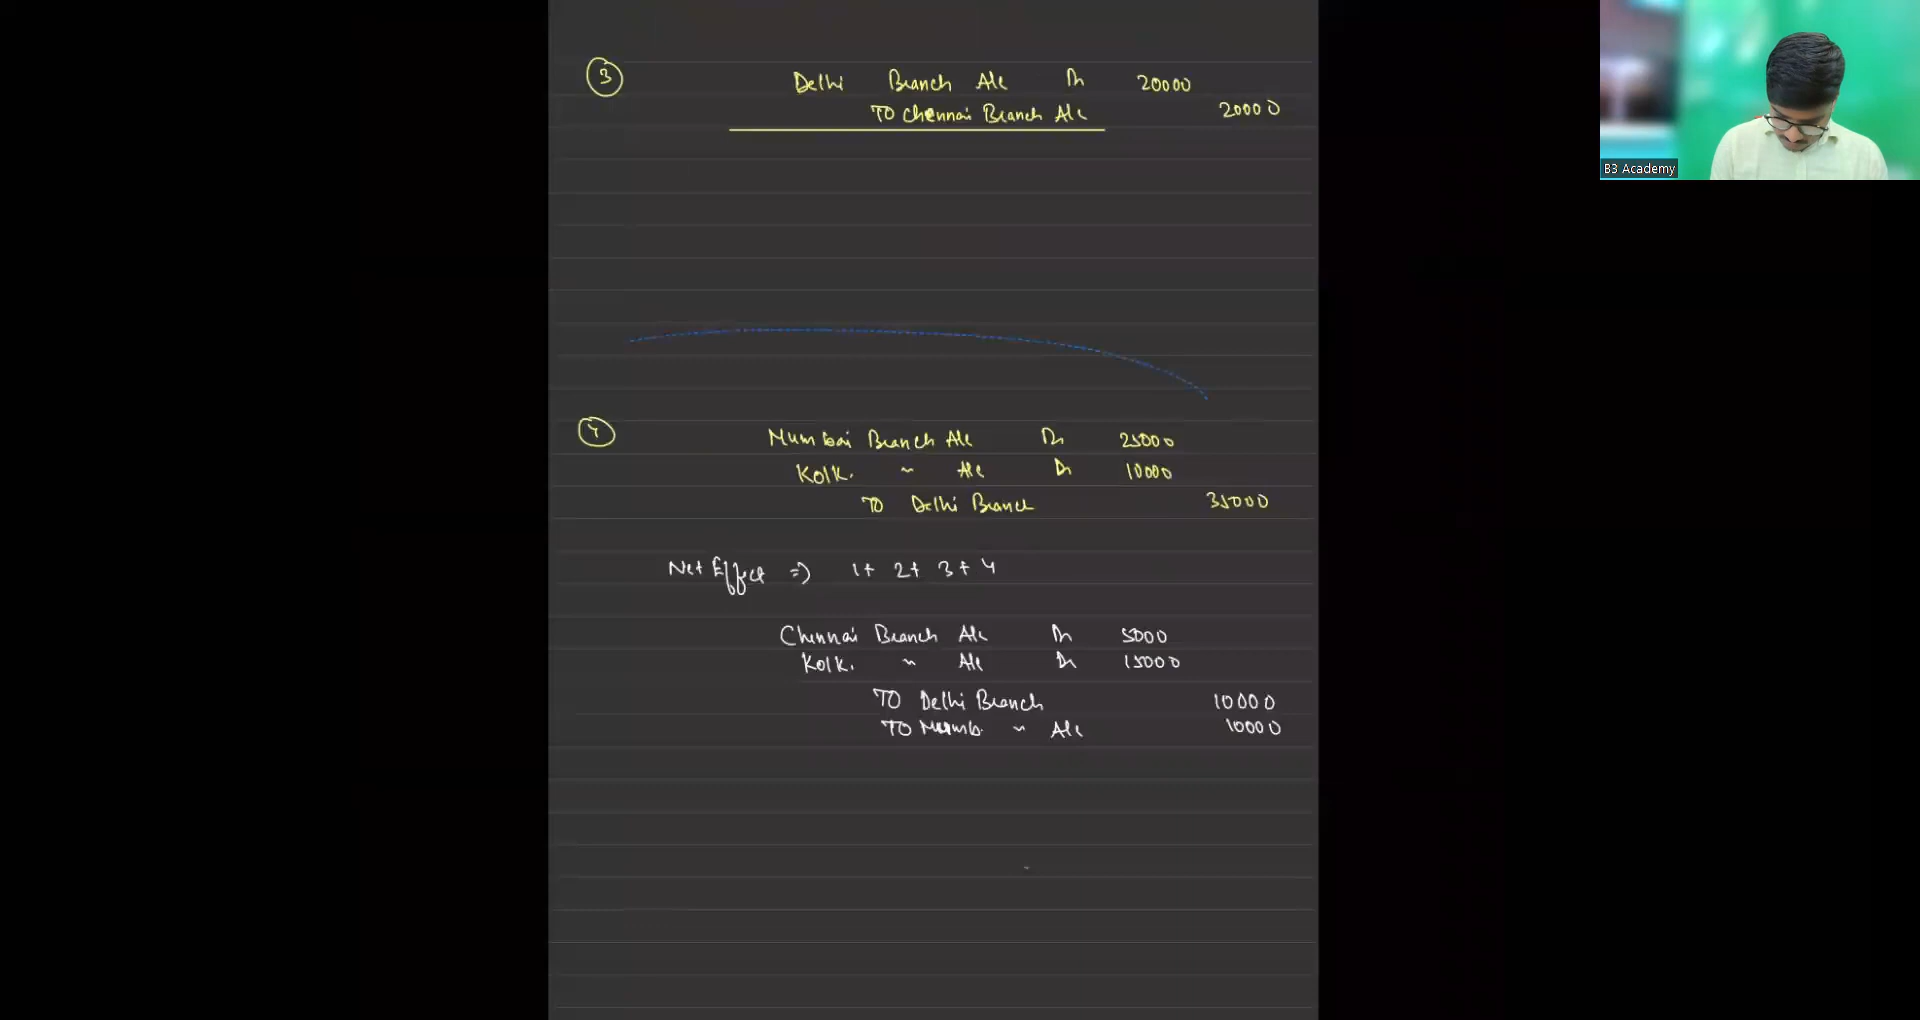 3 Delhi Branch A/c Dr 20000
TO Chennai Branch A/c 20000
4 Mumbai Branch A/c Dr 25000
Kolk. " A/c Dr 10000
TO Delhi Branch 35000
Net Effect => 1+ 2+ 3+ 4
Chennai Branch A/c Dr 5000
Kolk. " A/c Dr 15000
TO Delhi Branch 10000
TO Mumb. " A/c 10000
B3 Academy